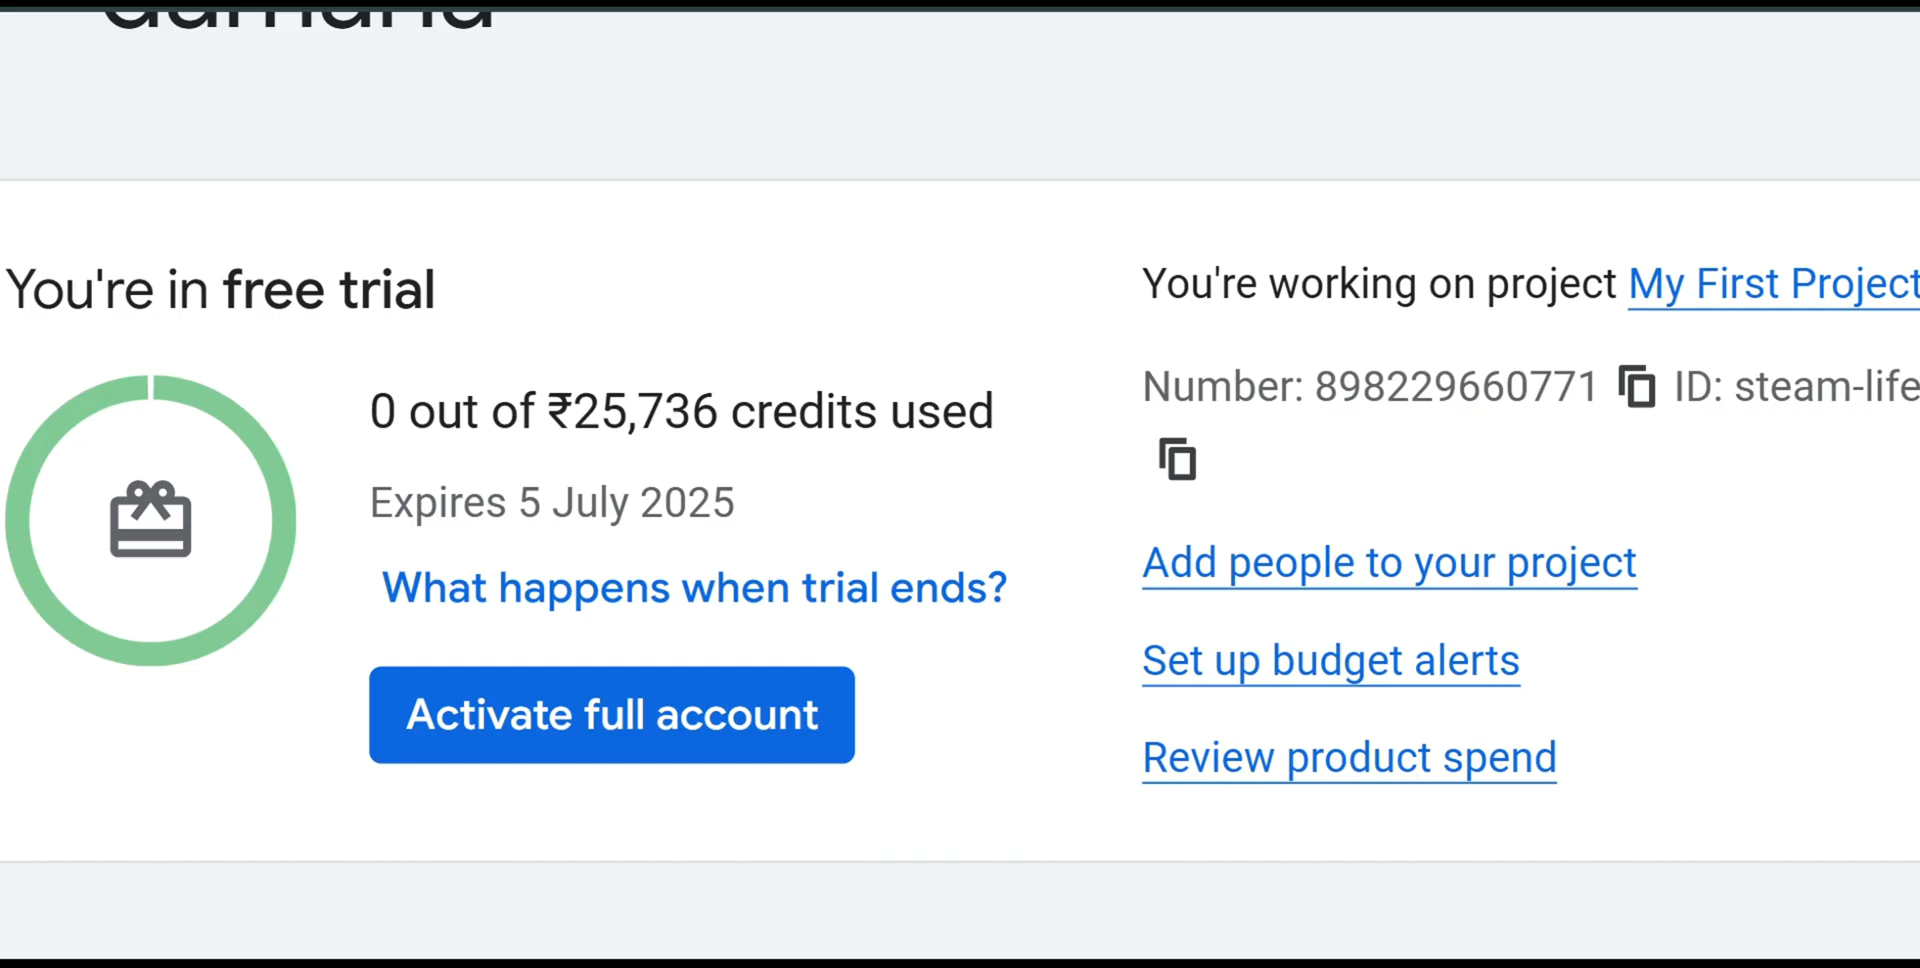 You're in free trial
0 out of ₹25,736 credits used
Expires 5 July 2025
What happens when trial ends?
Activate full account
You're working on project My First Project
Number: 898229660771 ID: steam-life
Add people to your project
Set up budget alerts
Review product spend